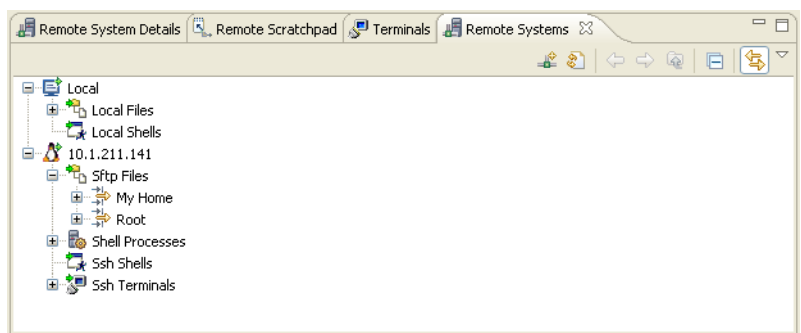 Remote System Details Remote Scratchpad Terminals Remote Systems
Local
Local Files
Local Shells
10.1.211.141
Sftp Files
My Home
Root
Shell Processes
Ssh Shells
Ssh Terminals